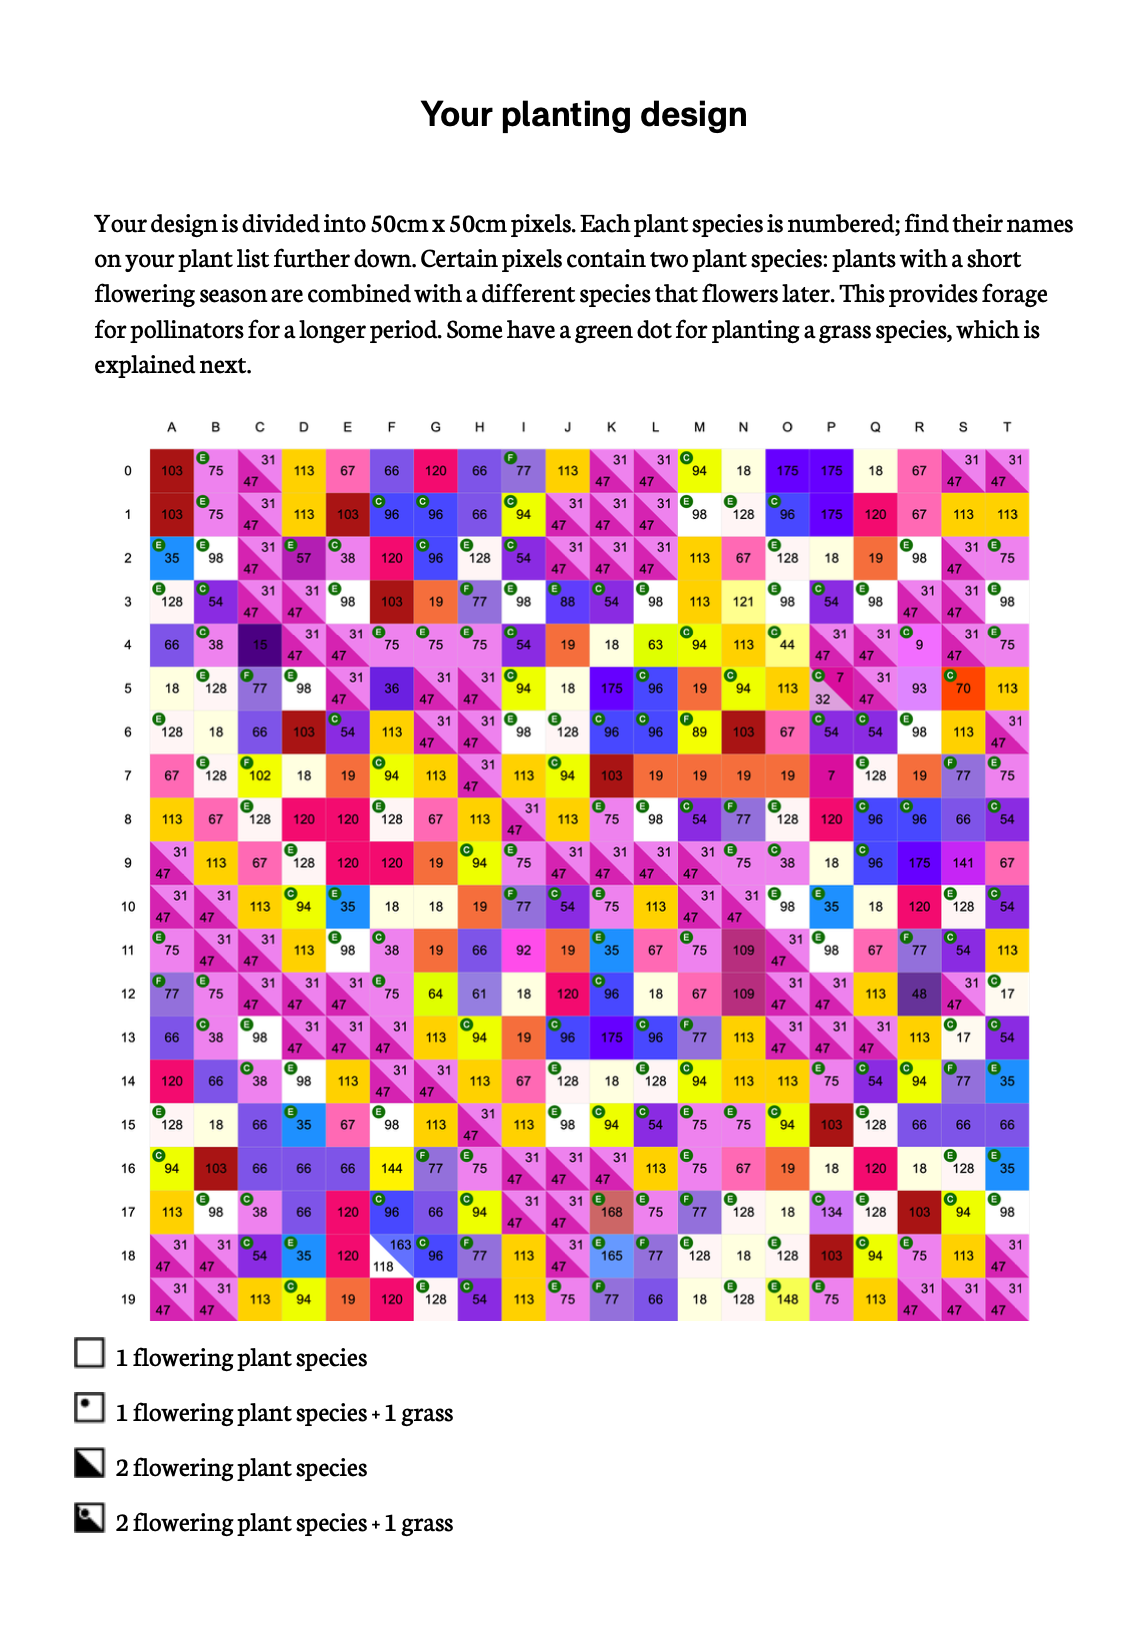 Your planting design
Your design is divided into 50cm x 50cm pixels. Each plant species is numbered; find their names
on your plant list further down. Certain pixels contain two plant species: plants with a short
flowering season are combined with a different species that flowers later. This provides forage
for pollinators for a longer period. Some have a green dot for planting a grass species, which is
explained next.
A B C D E F G H I J K L M N O P Q R S T
0 103 E 75 31 47 113 67 66 120 66 F 77 113 31 47 31 47 C 94 18 175 175 18 67 31 47 31 47
1 103 E 75 31 47 113 103 C 96 C 96 66 C 94 31 47 31 47 31 47 E 98 E 128 C 96 175 120 67 113 113
2 E 35 E 98 31 47 E 57 C 38 120 C 96 E 128 C 54 31 47 31 47 31 47 113 67 E 128 18 19 E 98 31 47 E 75
3 E 128 C 54 31 47 31 47 E 98 103 19 F 77 E 98 E 88 C 54 E 98 113 121 E 98 C 54 E 98 31 47 31 47 E 98
4 66 C 38 15 31 47 31 47 E 75 E 75 E 75 C 54 19 18 63 C 94 113 C 44 31 47 31 47 C 9 31 47 E 75
5 18 E 128 F 77 E 98 31 47 36 31 47 31 47 C 94 18 175 C 96 19 C 94 113 C 7 32 31 47 93 C 70 113
6 E 128 18 66 103 C 54 113 31 47 31 47 E 98 E 128 C 96 C 96 F 89 103 67 C 54 C 54 E 98 113 31 47
7 67 E 128 F 102 18 19 C 94 113 31 47 113 C 94 103 19 19 19 19 7 E 128 19 F 77 E 75
8 113 67 E 128 120 120 E 128 67 113 31 47 113 E 75 E 98 C 54 F 77 E 128 120 C 96 C 96 66 C 54
9 31 47 113 67 E 128 120 120 19 C 94 E 75 31 47 31 47 31 47 31 47 E 75 C 38 18 C 96 175 141 67
10 31 47 31 47 113 C 94 E 35 18 18 19 F 77 C 54 E 75 113 31 47 31 47 E 98 E 35 18 120 E 128 C 54
11 E 75 31 47 31 47 113 E 98 C 38 19 66 92 19 E 35 67 E 75 109 31 47 E 98 67 F 77 C 54 113
12 F 77 E 75 31 47 31 47 31 47 E 75 64 61 18 120 C 96 18 67 109 31 47 31 47 113 48 31 47 C 17
13 66 C 38 E 98 31 47 31 47 31 47 113 C 94 19 C 96 175 C 96 F 77 113 31 47 31 47 31 47 113 C 17 C 54
14 120 66 C 38 E 98 113 31 47 31 47 113 67 E 128 18 E 128 C 94 113 113 E 75 C 54 C 94 F 77 E 35
15 E 128 18 66 E 35 67 E 98 113 31 47 113 E 98 C 94 C 54 E 75 E 75 C 94 103 E 128 66 66 66
16 C 94 103 66 66 66 144 F 77 E 75 31 47 31 47 31 47 113 E 75 67 19 18 120 18 E 128 E 35
17 113 E 98 C 38 66 120 C 96 66 C 94 31 47 31 47 E 168 E 75 F 77 E 128 18 C 134 E 128 103 C 94 E 98
18 31 47 31 47 C 54 E 35 120 163 118 C 96 F 77 113 31 47 E 165 F 77 E 128 18 E 128 103 C 94 E 75 113 31 47
19 31 47 31 47 113 C 94 19 120 E 128 C 54 113 E 75 F 77 66 18 E 128 E 148 E 75 113 31 47 31 47 31 47
1 flowering plant species
1 flowering plant species + 1 grass
2 flowering plant species
2 flowering plant species + 1 grass